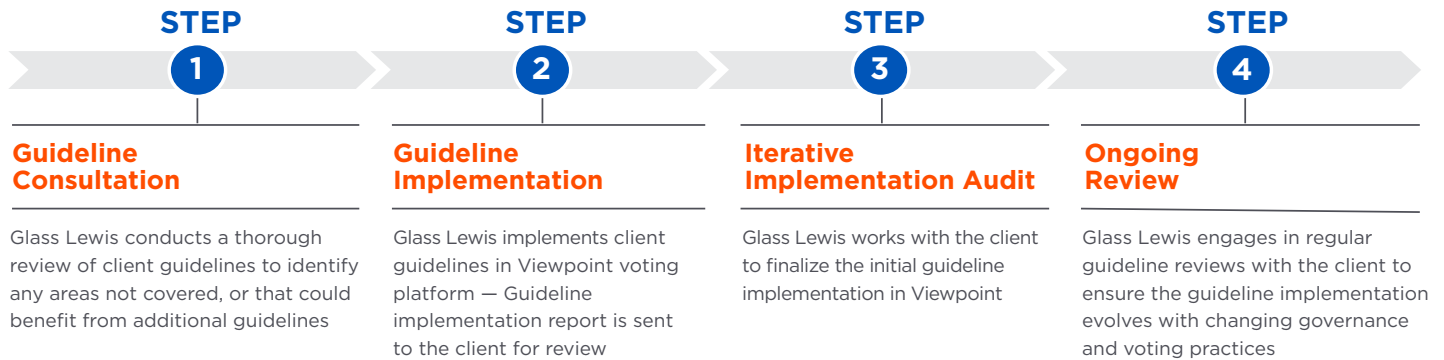 STEP
1
Guideline
Consultation
Glass Lewis conducts a thorough
review of client guidelines to identify
any areas not covered, or that could
benefit from additional guidelines
STEP
2
Guideline
Implementation
Glass Lewis implements client
guidelines in Viewpoint voting
platform — Guideline
implementation report is sent
to the client for review
STEP
3
Iterative
Implementation Audit
Glass Lewis works with the client
to finalize the initial guideline
implementation in Viewpoint
STEP
4
Ongoing
Review
Glass Lewis engages in regular
guideline reviews with the client to
ensure the guideline implementation
evolves with changing governance
and voting practices